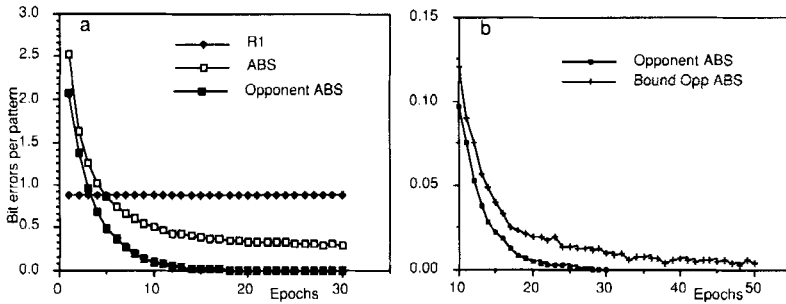 a
R1
ABS
Opponent ABS
Bit errors per pattern
3.0
2.5
2.0
1.5
1.0
0.5
0.0
0
10
20
30
Epochs
b
Opponent ABS
Bound Opp ABS
0.15
0.10
0.05
0.00
10
20
30
40
50
Epochs